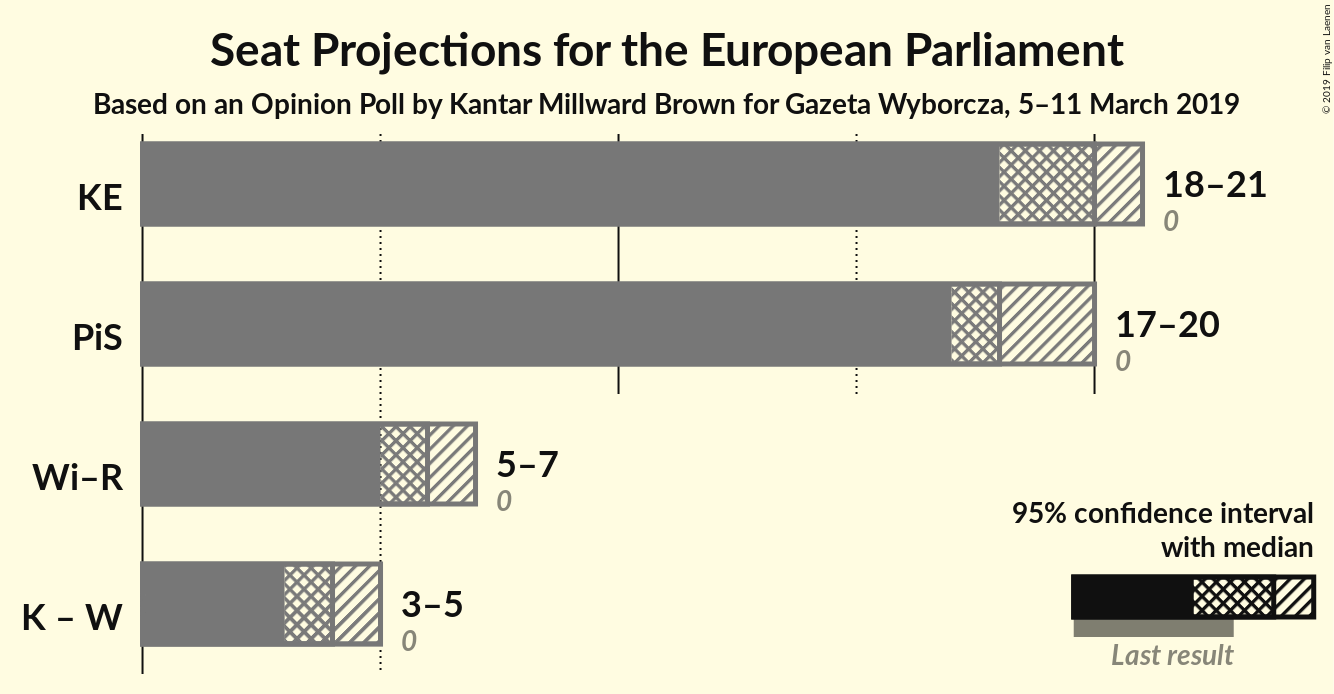 Seat Projections for the European Parliament
Based on an Opinion Poll by Kantar Millward Brown for Gazeta Wyborcza, 5–11 March 2019
© 2019 Filip van Laenen
KE
18–21
0
PiS
17–20
0
Wi–R
5–7
0
K – W
3–5
0
95% confidence interval
with median
Last result